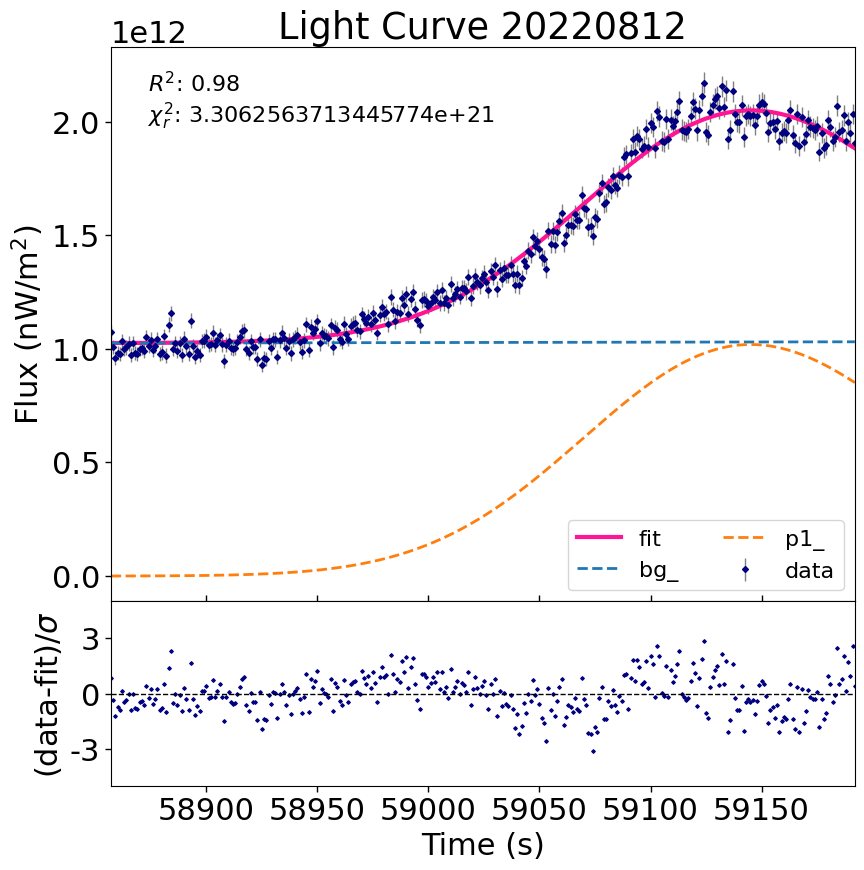 Light Curve 20220812
1e12
R²: 0.98
χ²ᵣ: 3.3062563713445774e+21
Flux (nW/m²)
2.0
1.5
1.0
0.5
0.0
fit
bg_
p1_
data
(data-fit)/σ
3
0
-3
58900 58950 59000 59050 59100 59150
Time (s)